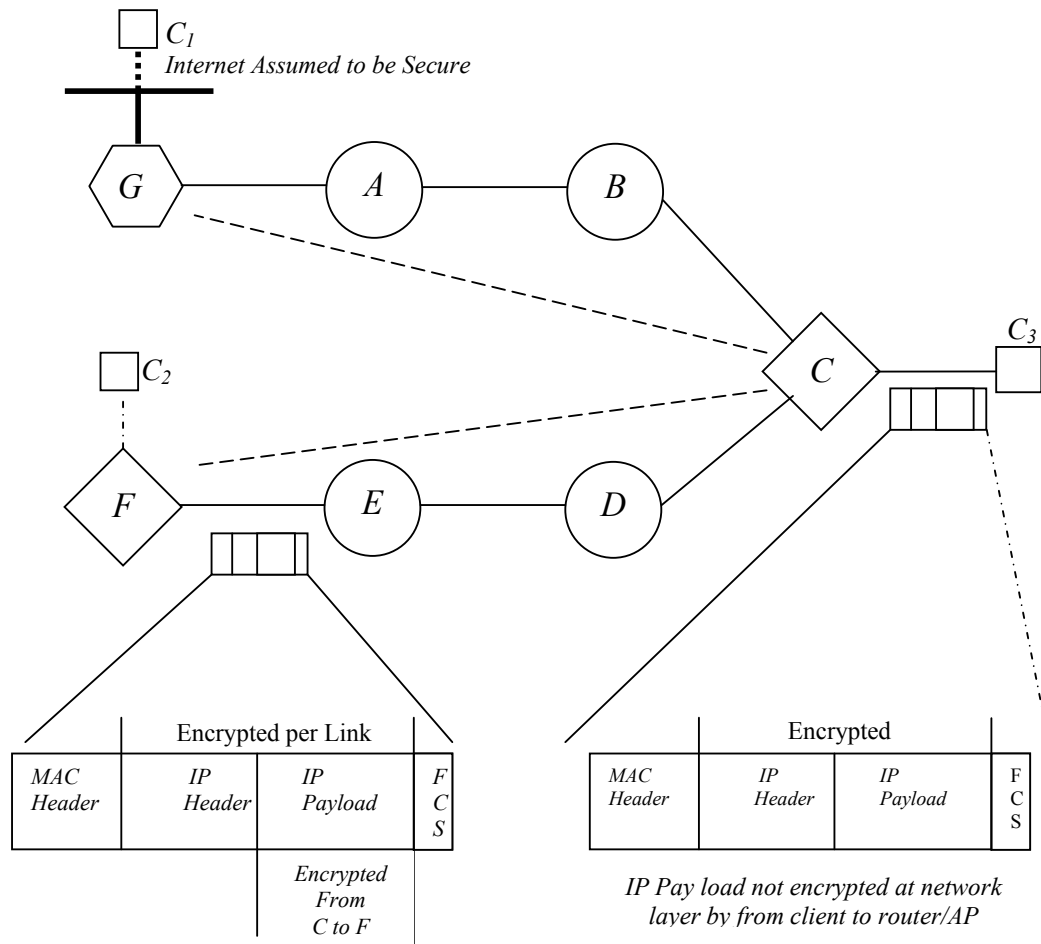 C1
Internet Assumed to be Secure
G
A
B
C
C3
C2
F
E
D
Encrypted per Link
MAC
Header
IP
Header
IP
Payload
F
C
S
Encrypted
From
C to F
Encrypted
MAC
Header
IP
Header
IP
Payload
F
C
S
IP Pay load not encrypted at network
layer by from client to router/AP